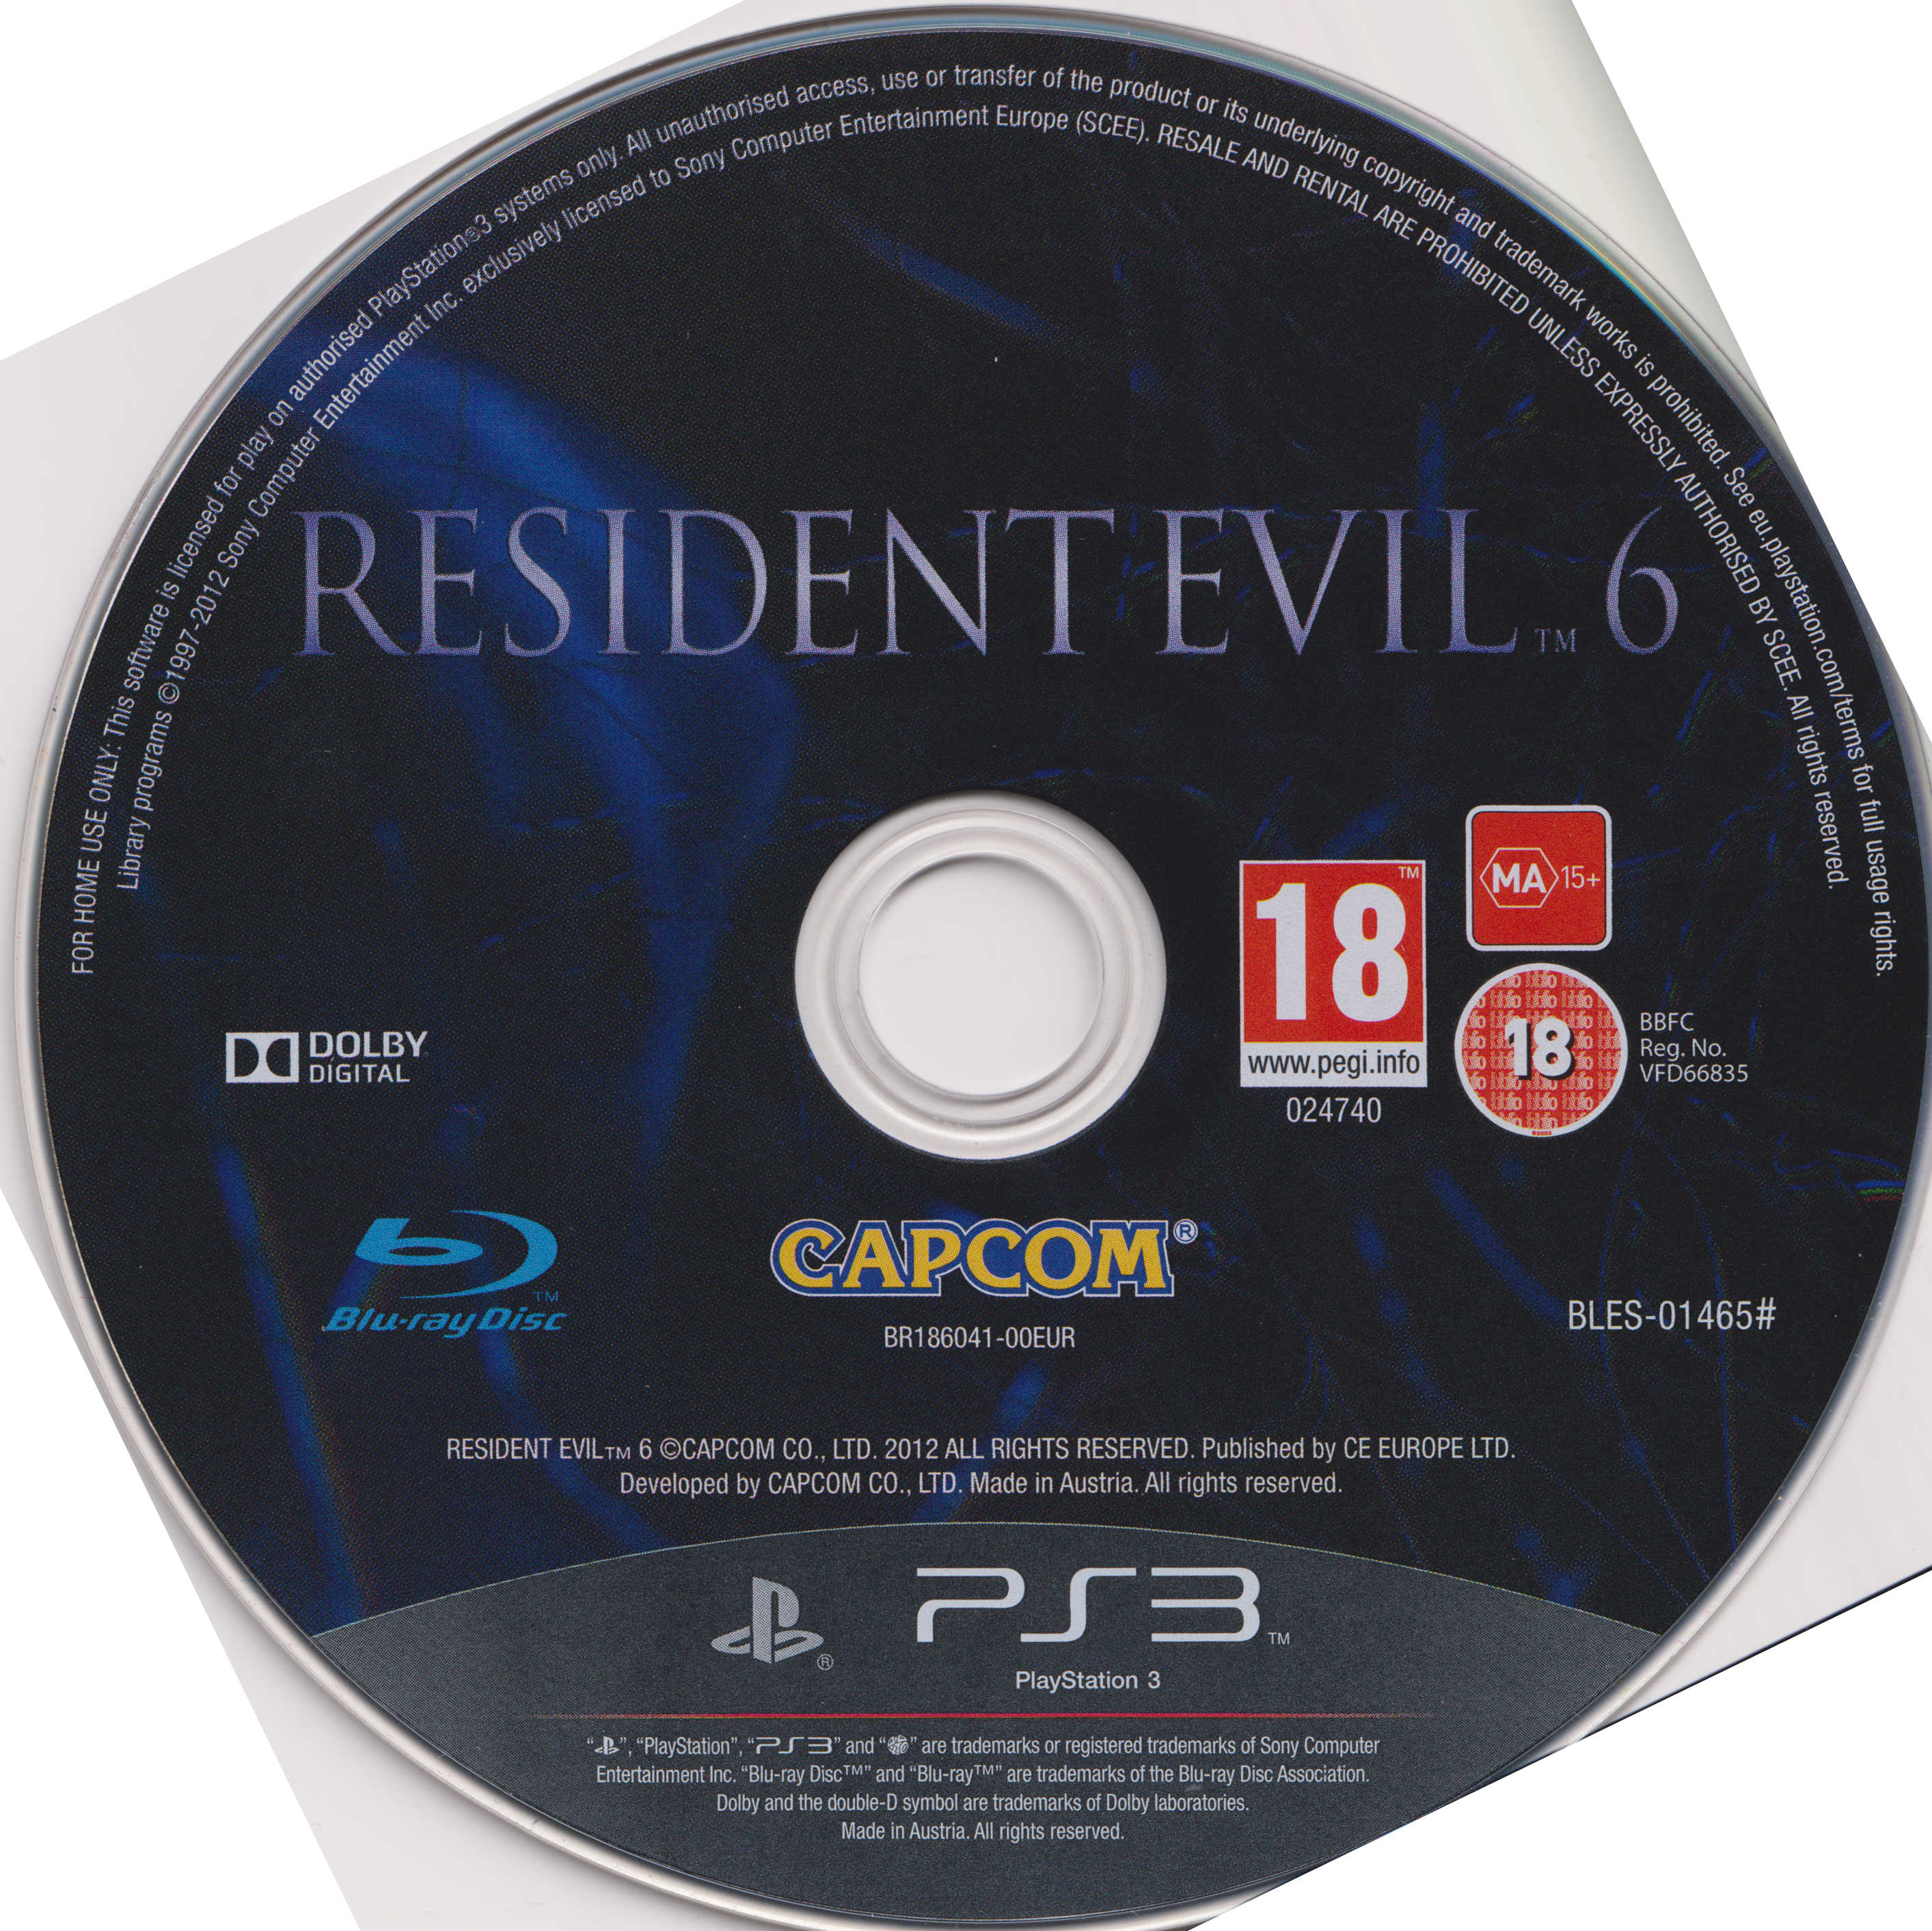 FOR HOME USE ONLY: This software is licensed for play on authorised PlayStation®3 systems only. All unauthorised access, use or transfer of the product or its underlying copyright and trademark works is prohibited. See eu.playstation.com/terms for full usage rights.
Library programs ©1997-2012 Sony Computer Entertainment Inc. exclusively licensed to Sony Computer Entertainment Europe (SCEE). RESALE AND RENTAL ARE PROHIBITED UNLESS EXPRESSLY AUTHORISED BY SCEE. All rights reserved.
RESIDENT EVIL™ 6
MA 15+
18™
www.pegi.info
024740
18
BBFC
Reg. No.
VFD66835
DOLBY
DIGITAL
Blu-ray Disc™
CAPCOM®
BR186041-00EUR
BLES-01465#
RESIDENT EVIL™ 6 ©CAPCOM CO., LTD. 2012 ALL RIGHTS RESERVED. Published by CE EUROPE LTD.
Developed by CAPCOM CO., LTD. Made in Austria. All rights reserved.
® PS3™
PlayStation 3
“ ”, “PlayStation”, “PS3” and “ ” are trademarks or registered trademarks of Sony Computer
Entertainment Inc. “Blu-ray Disc™” and “Blu-ray™” are trademarks of the Blu-ray Disc Association.
Dolby and the double-D symbol are trademarks of Dolby laboratories.
Made in Austria. All rights reserved.